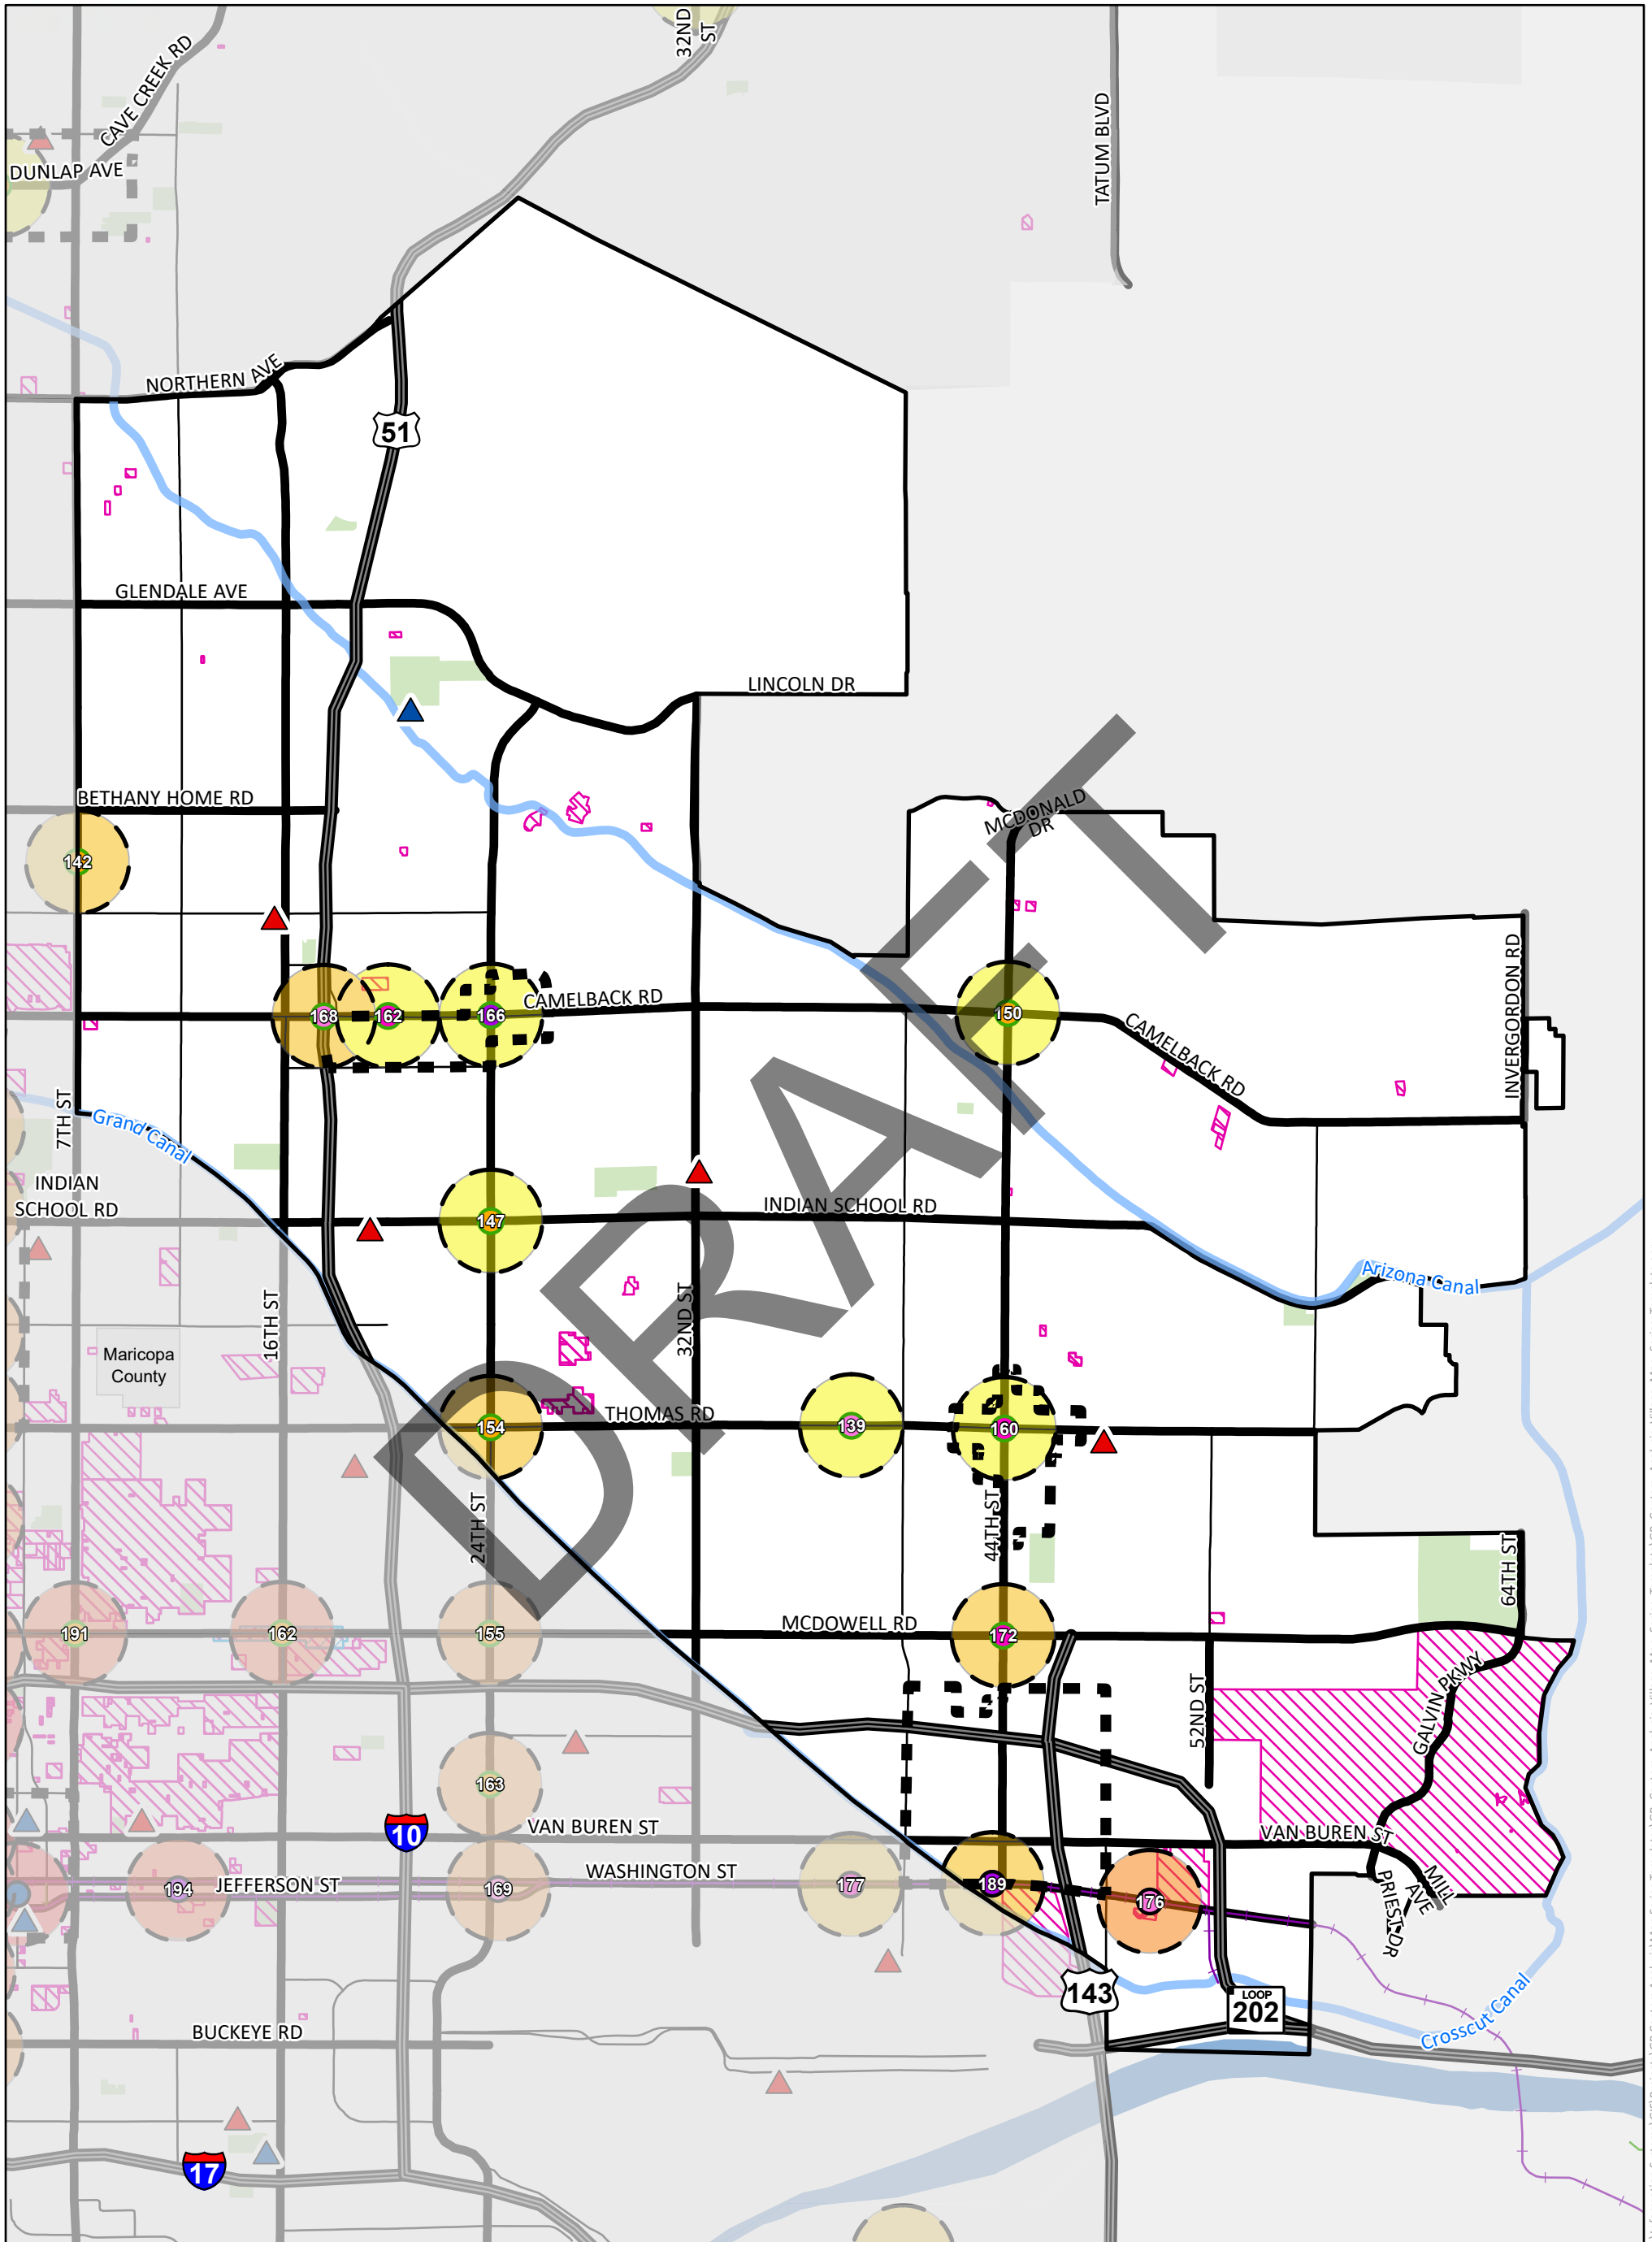 32ND
ST
CAVE CREEK RD
DUNLAP AVE
TATUM BLVD
NORTHERN AVE
51
GLENDALE AVE
LINCOLN DR
BETHANY HOME RD
MCDONALD
DR
142
INVERGORDON RD
CAMELBACK RD
168
162
166
150
CAMELBACK RD
7TH ST
Grand Canal
INDIAN
SCHOOL RD
INDIAN SCHOOL RD
147
Arizona Canal
16TH ST
32ND ST
Maricopa
County
DRAFT
THOMAS RD
154
139
160
24TH ST
44TH ST
64TH ST
MCDOWELL RD
191
162
155
172
52ND ST
GALVIN PKWY
163
10
VAN BUREN ST
VAN BUREN ST
WASHINGTON ST
JEFFERSON ST
194
169
177
189
176
MILL
AVE
PRIEST DR
143
LOOP
202
Crosscut Canal
BUCKEYE RD
17